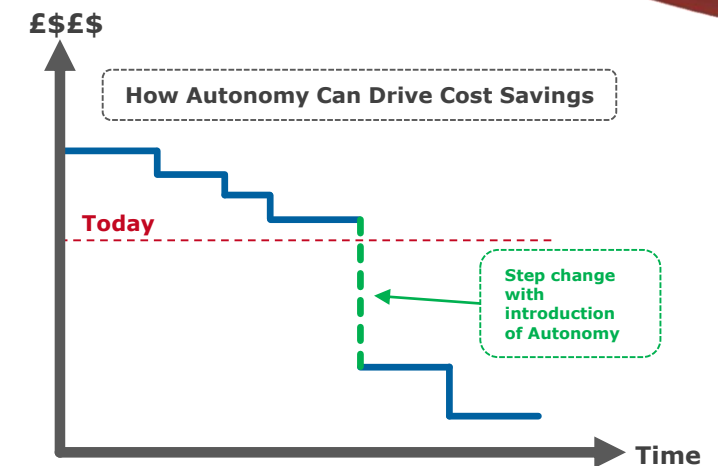 £$£$
How Autonomy Can Drive Cost Savings
Today
Step change
with
introduction
of Autonomy
Time